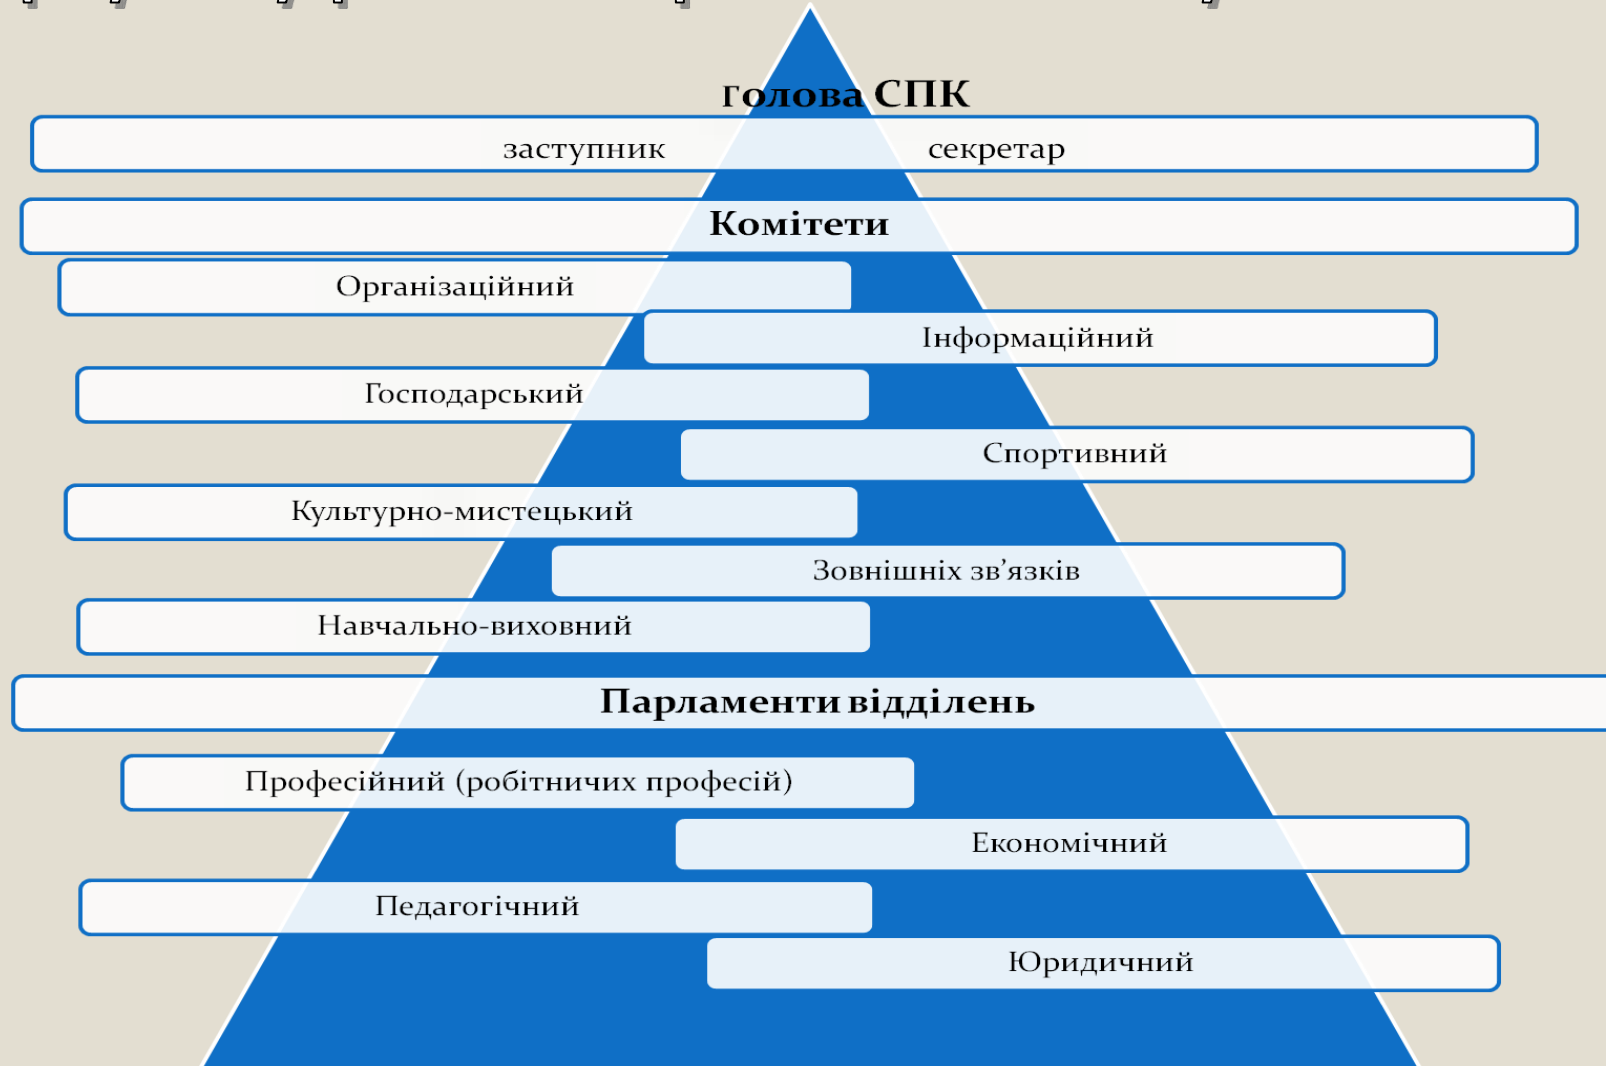 голова СПК
заступник секретар
Комітети
Організаційний
Інформаційний
Господарський
Спортивний
Культурно-мистецький
Зовнішніх зв’язків
Навчально-виховний
Парламенти відділень
Професійний (робітничих професій)
Економічний
Педагогічний
Юридичний